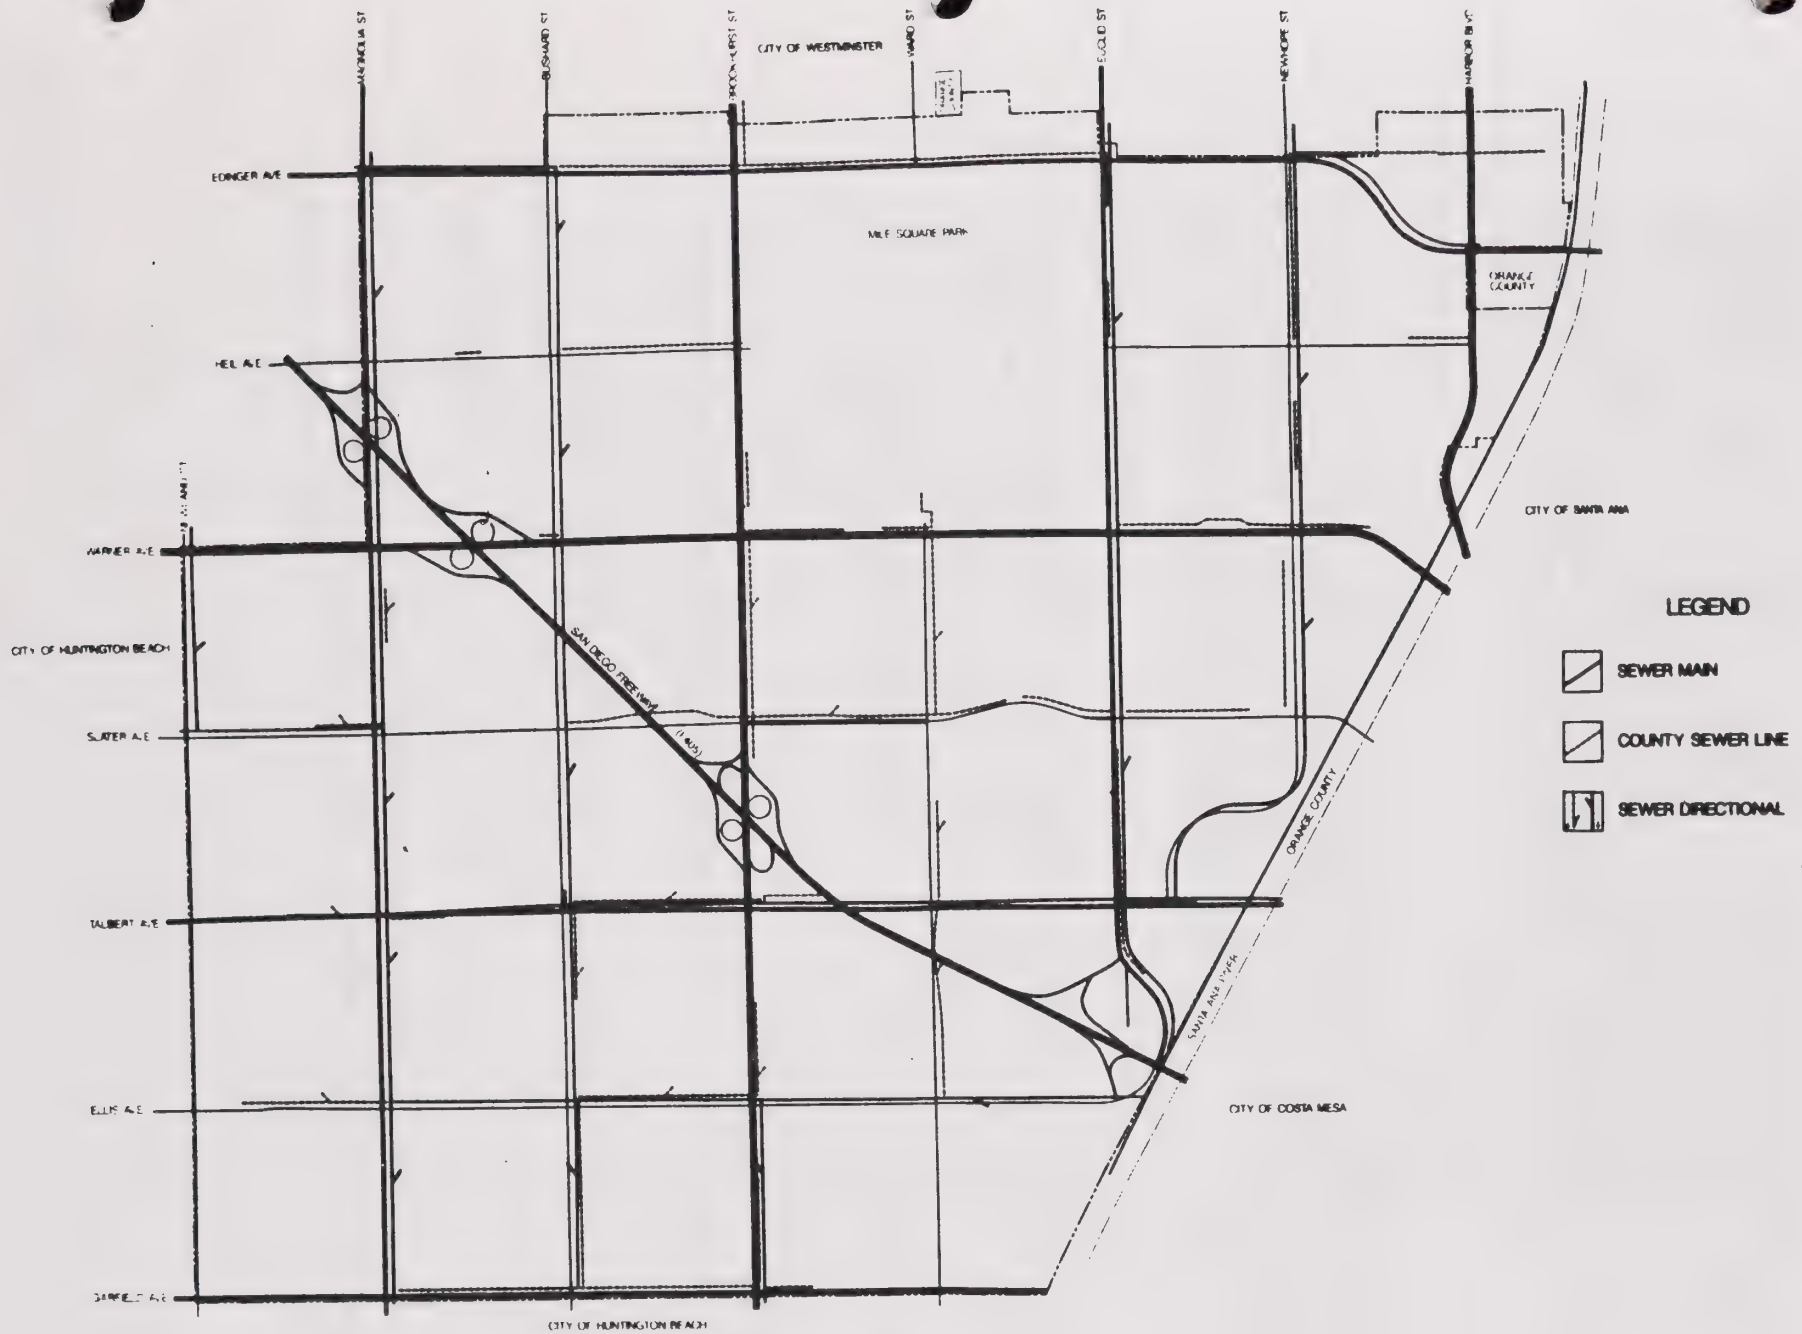 MAGNOLIA ST
BUSHARD ST
BROOKHURST ST
WARD ST
EUCLID ST
NEWHOPE ST
HARBOR BLVD
CITY OF WESTMINSTER
ORANGE COUNTY
EDINGER AVE
MILE SQUARE PARK
ORANGE
COUNTY
HEIL AVE
CITY OF SANTA ANA
WARNER AVE
LEGEND
CITY OF HUNTINGTON BEACH
SAN DIEGO FREEWAY
(I-405)
SEWER MAIN
SLATER AVE
COUNTY SEWER LINE
ORANGE COUNTY
SEWER DIRECTIONAL
TALBERT AVE
SANTA ANA RIVER
ELLIS AVE
CITY OF COSTA MESA
GARFIELD AVE
CITY OF HUNTINGTON BEACH